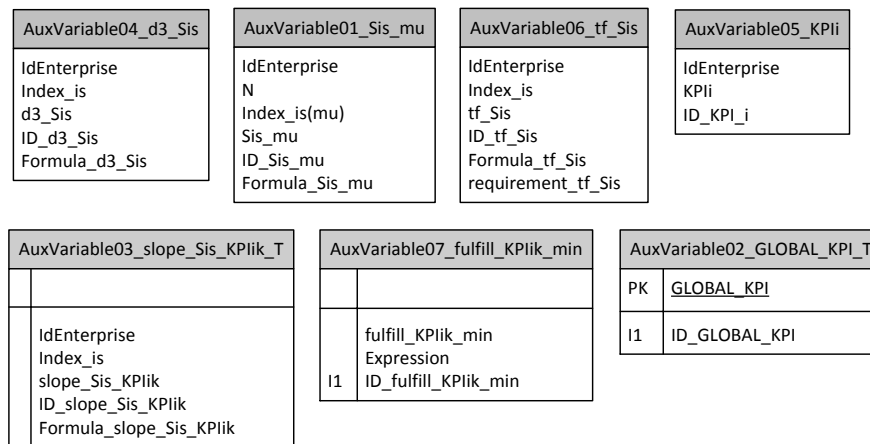 AuxVariable04_d3_Sis
IdEnterprise
Index_is
d3_Sis
ID_d3_Sis
Formula_d3_Sis
AuxVariable01_Sis_mu
IdEnterprise
N
Index_is(mu)
Sis_mu
ID_Sis_mu
Formula_Sis_mu
AuxVariable06_tf_Sis
IdEnterprise
Index_is
tf_Sis
ID_tf_Sis
Formula_tf_Sis
requirement_tf_Sis
AuxVariable05_KPIi
IdEnterprise
KPIi
ID_KPI_i
AuxVariable03_slope_Sis_KPIik_T
IdEnterprise
Index_is
slope_Sis_KPIik
ID_slope_Sis_KPIik
Formula_slope_Sis_KPIik
AuxVariable07_fulfill_KPIik_min
fulfill_KPIik_min
Expression
I1 ID_fulfill_KPIik_min
AuxVariable02_GLOBAL_KPI_T
PK GLOBAL_KPI
I1 ID_GLOBAL_KPI